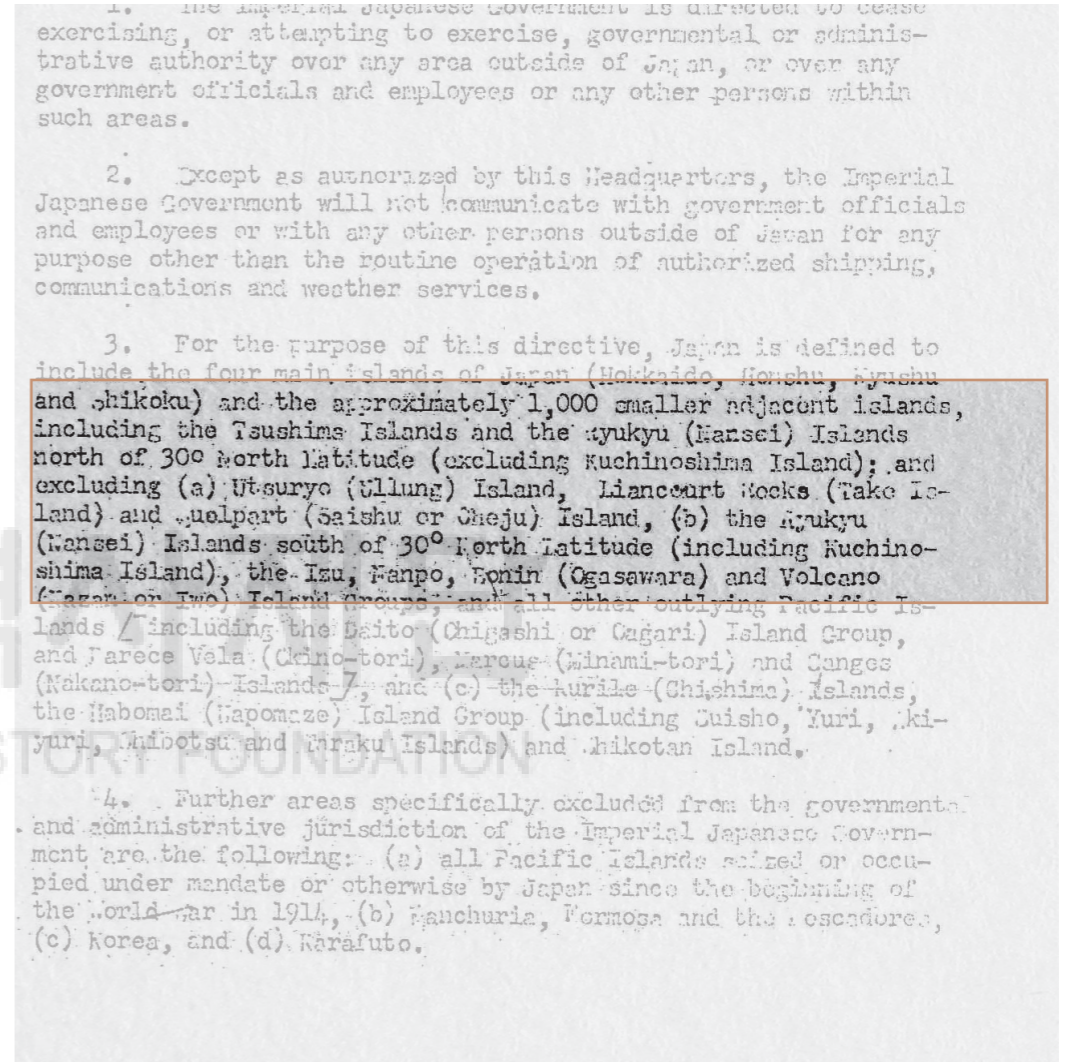 1. The Imperial Japanese Government is directed to cease
exercising, or attempting to exercise, governmental or adminis-
trative authority over any area outside of Japan, or over any
government officials and employees or any other persons within
such areas.
2. Except as authorized by this Headquarters, the Imperial
Japanese Government will not communicate with government officials
and employees or with any other persons outside of Japan for any
purpose other than the routine operation of authorized shipping,
communications and weather services.
3. For the purpose of this directive, Japan is defined to
include the four main islands of Japan (Hokkaido, Honshu, Kyushu
and Shikoku) and the approximately 1,000 smaller adjacent islands,
including the Tsushima Islands and the Ryukyu (Nansei) Islands
north of 30° North Latitude (excluding Kuchinoshima Island); and
excluding (a) Utsuryo (Ullung) Island, Liancourt Rocks (Take Is-
land) and Quelpart (Saishu or Cheju) Island, (b) the Ryukyu
(Nansei) Islands south of 30° North Latitude (including Kuchino-
shima Island), the Izu, Nanpo, Bonin (Ogasawara) and Volcano
(Kazan or Iwo) Island Groups, and all other outlying Pacific Is-
lands [including the Daito (Ohigashi or Oagari) Island Group,
and Parece Vela (Okino-tori), Marcus (Minami-tori) and Ganges
(Nakano-tori) Islands], and (c) the Kurile (Chishima) Islands,
the Habomai (Hapomaze) Island Group (including Suisho, Yuri, Aki-
yuri, Shibotsu and Taraku Islands) and Shikotan Island.
4. Further areas specifically excluded from the governmental
and administrative jurisdiction of the Imperial Japanese Govern-
ment are the following: (a) all Pacific Islands seized or occu-
pied under mandate or otherwise by Japan since the beginning of
the World War in 1914, (b) Manchuria, Formosa and the Pescadores,
(c) Korea, and (d) Karafuto.
STORY FOUNDATION